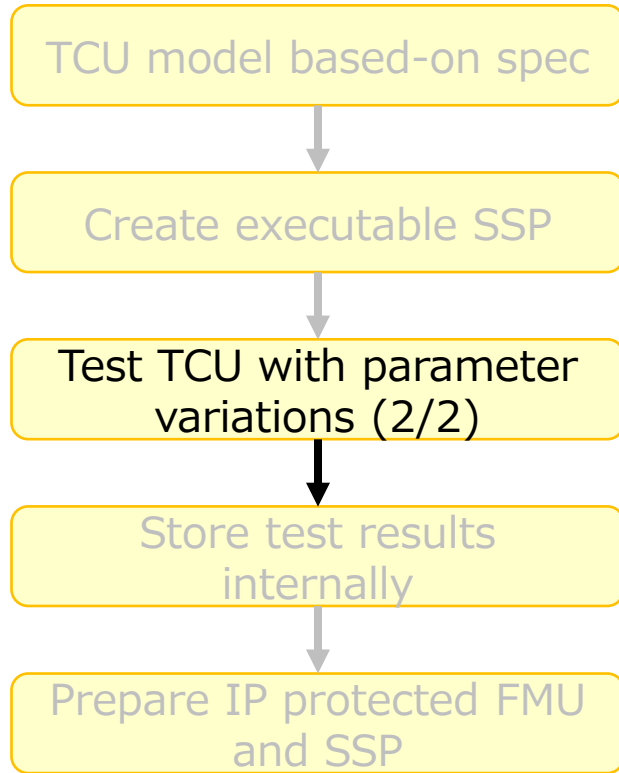 TCU model based-on spec
Create executable SSP
Test TCU with parameter
variations (2/2)
Store test results
internally
Prepare IP protected FMU
and SSP